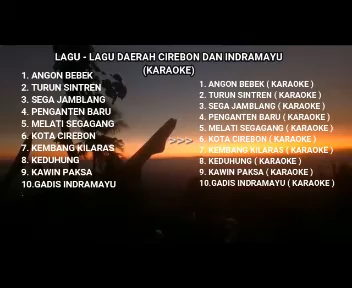 LAGU - LAGU DAERAH CIREBON DAN INDRAMAYU
(KARAOKE)
1. ANGON BEBEK
2. TURUN SINTREN
3. SEGA JAMBLANG
4. PENGANTEN BARU
5. MELATI SEGAGANG
6. KOTA CIREBON
7. KEMBANG KILARAS
8. KEDUHUNG
9. KAWIN PAKSA
10.GADIS INDRAMAYU
>>>
1. ANGON BEBEK ( KARAOKE )
2. TURUN SINTREN ( KARAOKE )
3. SEGA JAMBLANG ( KARAOKE )
4. PENGANTEN BARU ( KARAOKE )
5. MELATI SEGAGANG ( KARAOKE )
6. KOTA CIREBON ( KARAOKE )
7. KEMBANG KILARAS ( KARAOKE )
8. KEDUHUNG ( KARAOKE )
9. KAWIN PAKSA ( KARAOKE )
10.GADIS INDRAMAYU ( KARAOKE )